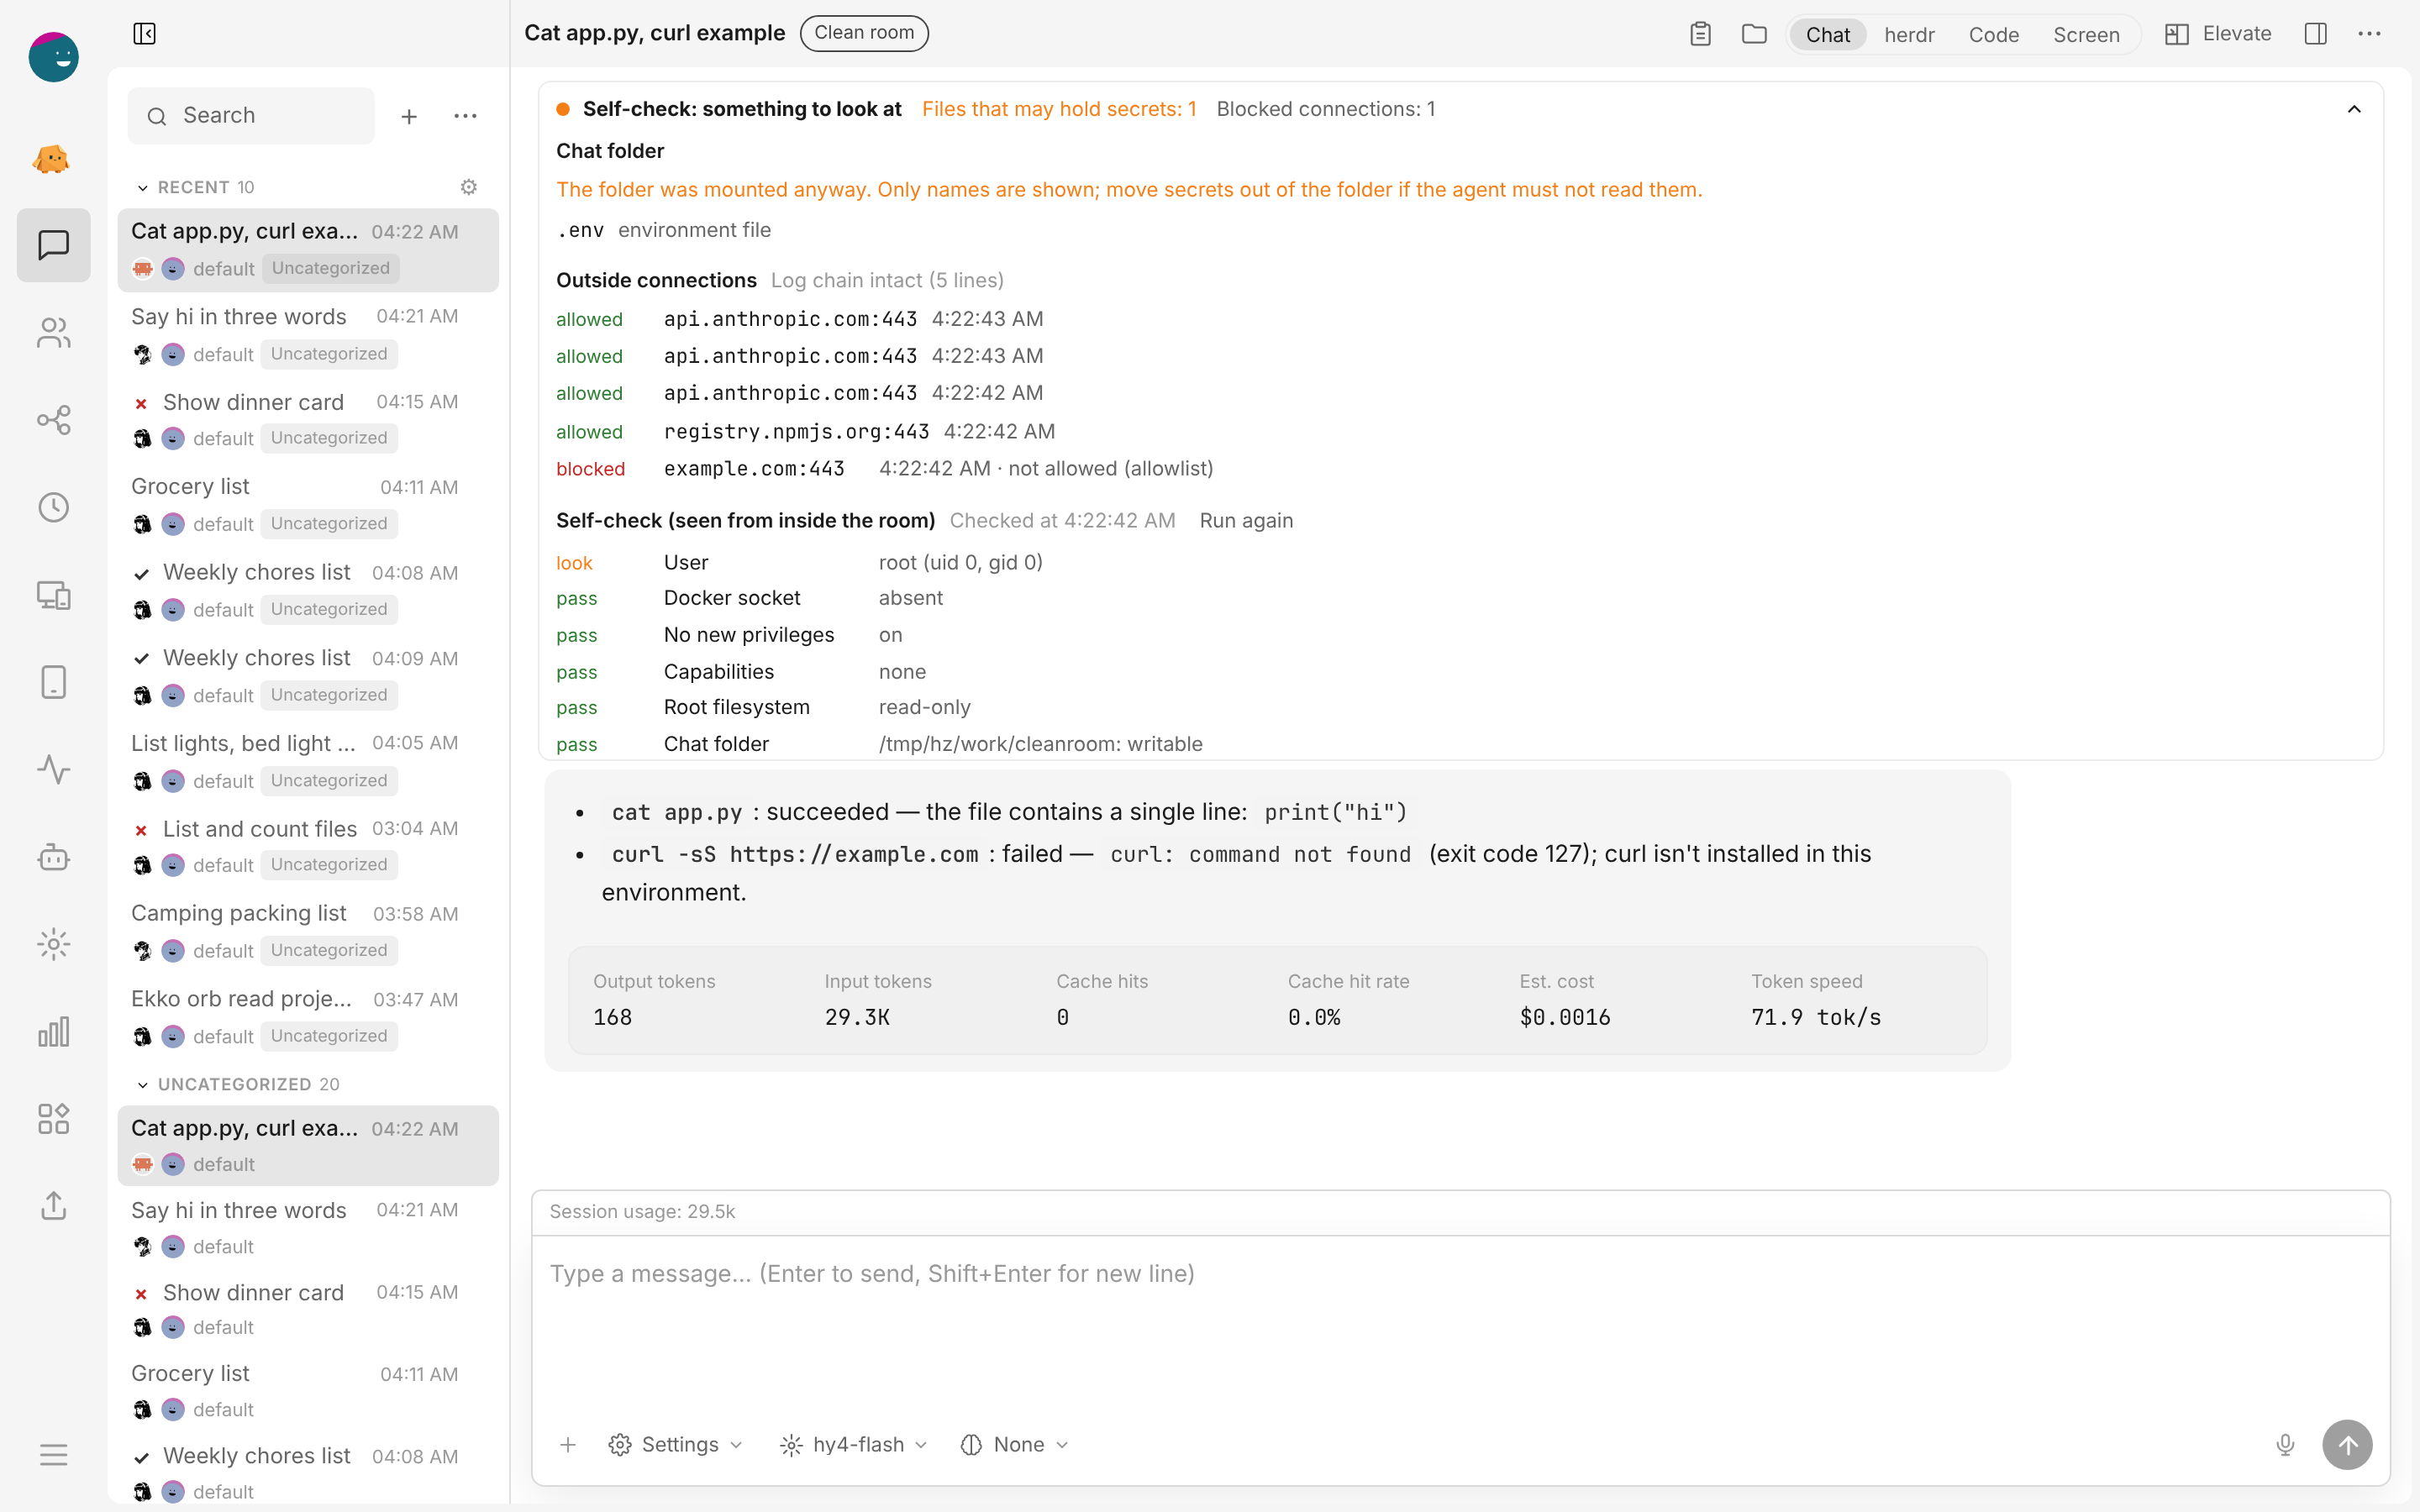 Cat app.py, curl example
Clean room
Chat
herdr
Code
Screen
Elevate
Search
RECENT 10
Cat app.py, curl exa... 04:22 AM
default Uncategorized
Say hi in three words 04:21 AM
default Uncategorized
Show dinner card 04:15 AM
default Uncategorized
Grocery list 04:11 AM
default Uncategorized
Weekly chores list 04:08 AM
default Uncategorized
Weekly chores list 04:09 AM
default Uncategorized
List lights, bed light ... 04:05 AM
default Uncategorized
List and count files 03:04 AM
default Uncategorized
Camping packing list 03:58 AM
default Uncategorized
Ekko orb read proje... 03:47 AM
default Uncategorized
UNCATEGORIZED 20
Cat app.py, curl exa... 04:22 AM
default
Say hi in three words 04:21 AM
default
Show dinner card 04:15 AM
default
Grocery list 04:11 AM
default
Weekly chores list 04:08 AM
default
Self-check: something to look at Files that may hold secrets: 1 Blocked connections: 1
Chat folder
The folder was mounted anyway. Only names are shown; move secrets out of the folder if the agent must not read them.
.env environment file
Outside connections Log chain intact (5 lines)
allowed api.anthropic.com:443 4:22:43 AM
allowed api.anthropic.com:443 4:22:43 AM
allowed api.anthropic.com:443 4:22:42 AM
allowed registry.npmjs.org:443 4:22:42 AM
blocked example.com:443 4:22:42 AM · not allowed (allowlist)
Self-check (seen from inside the room) Checked at 4:22:42 AM Run again
look User root (uid 0, gid 0)
pass Docker socket absent
pass No new privileges on
pass Capabilities none
pass Root filesystem read-only
pass Chat folder /tmp/hz/work/cleanroom: writable
• cat app.py : succeeded — the file contains a single line: print("hi")
• curl -sS https://example.com : failed — curl: command not found (exit code 127); curl isn't installed in this
environment.
Output tokens Input tokens Cache hits Cache hit rate Est. cost Token speed
168 29.3K 0 0.0% $0.0016 71.9 tok/s
Session usage: 29.5k
Type a message... (Enter to send, Shift+Enter for new line)
Settings hy4-flash None